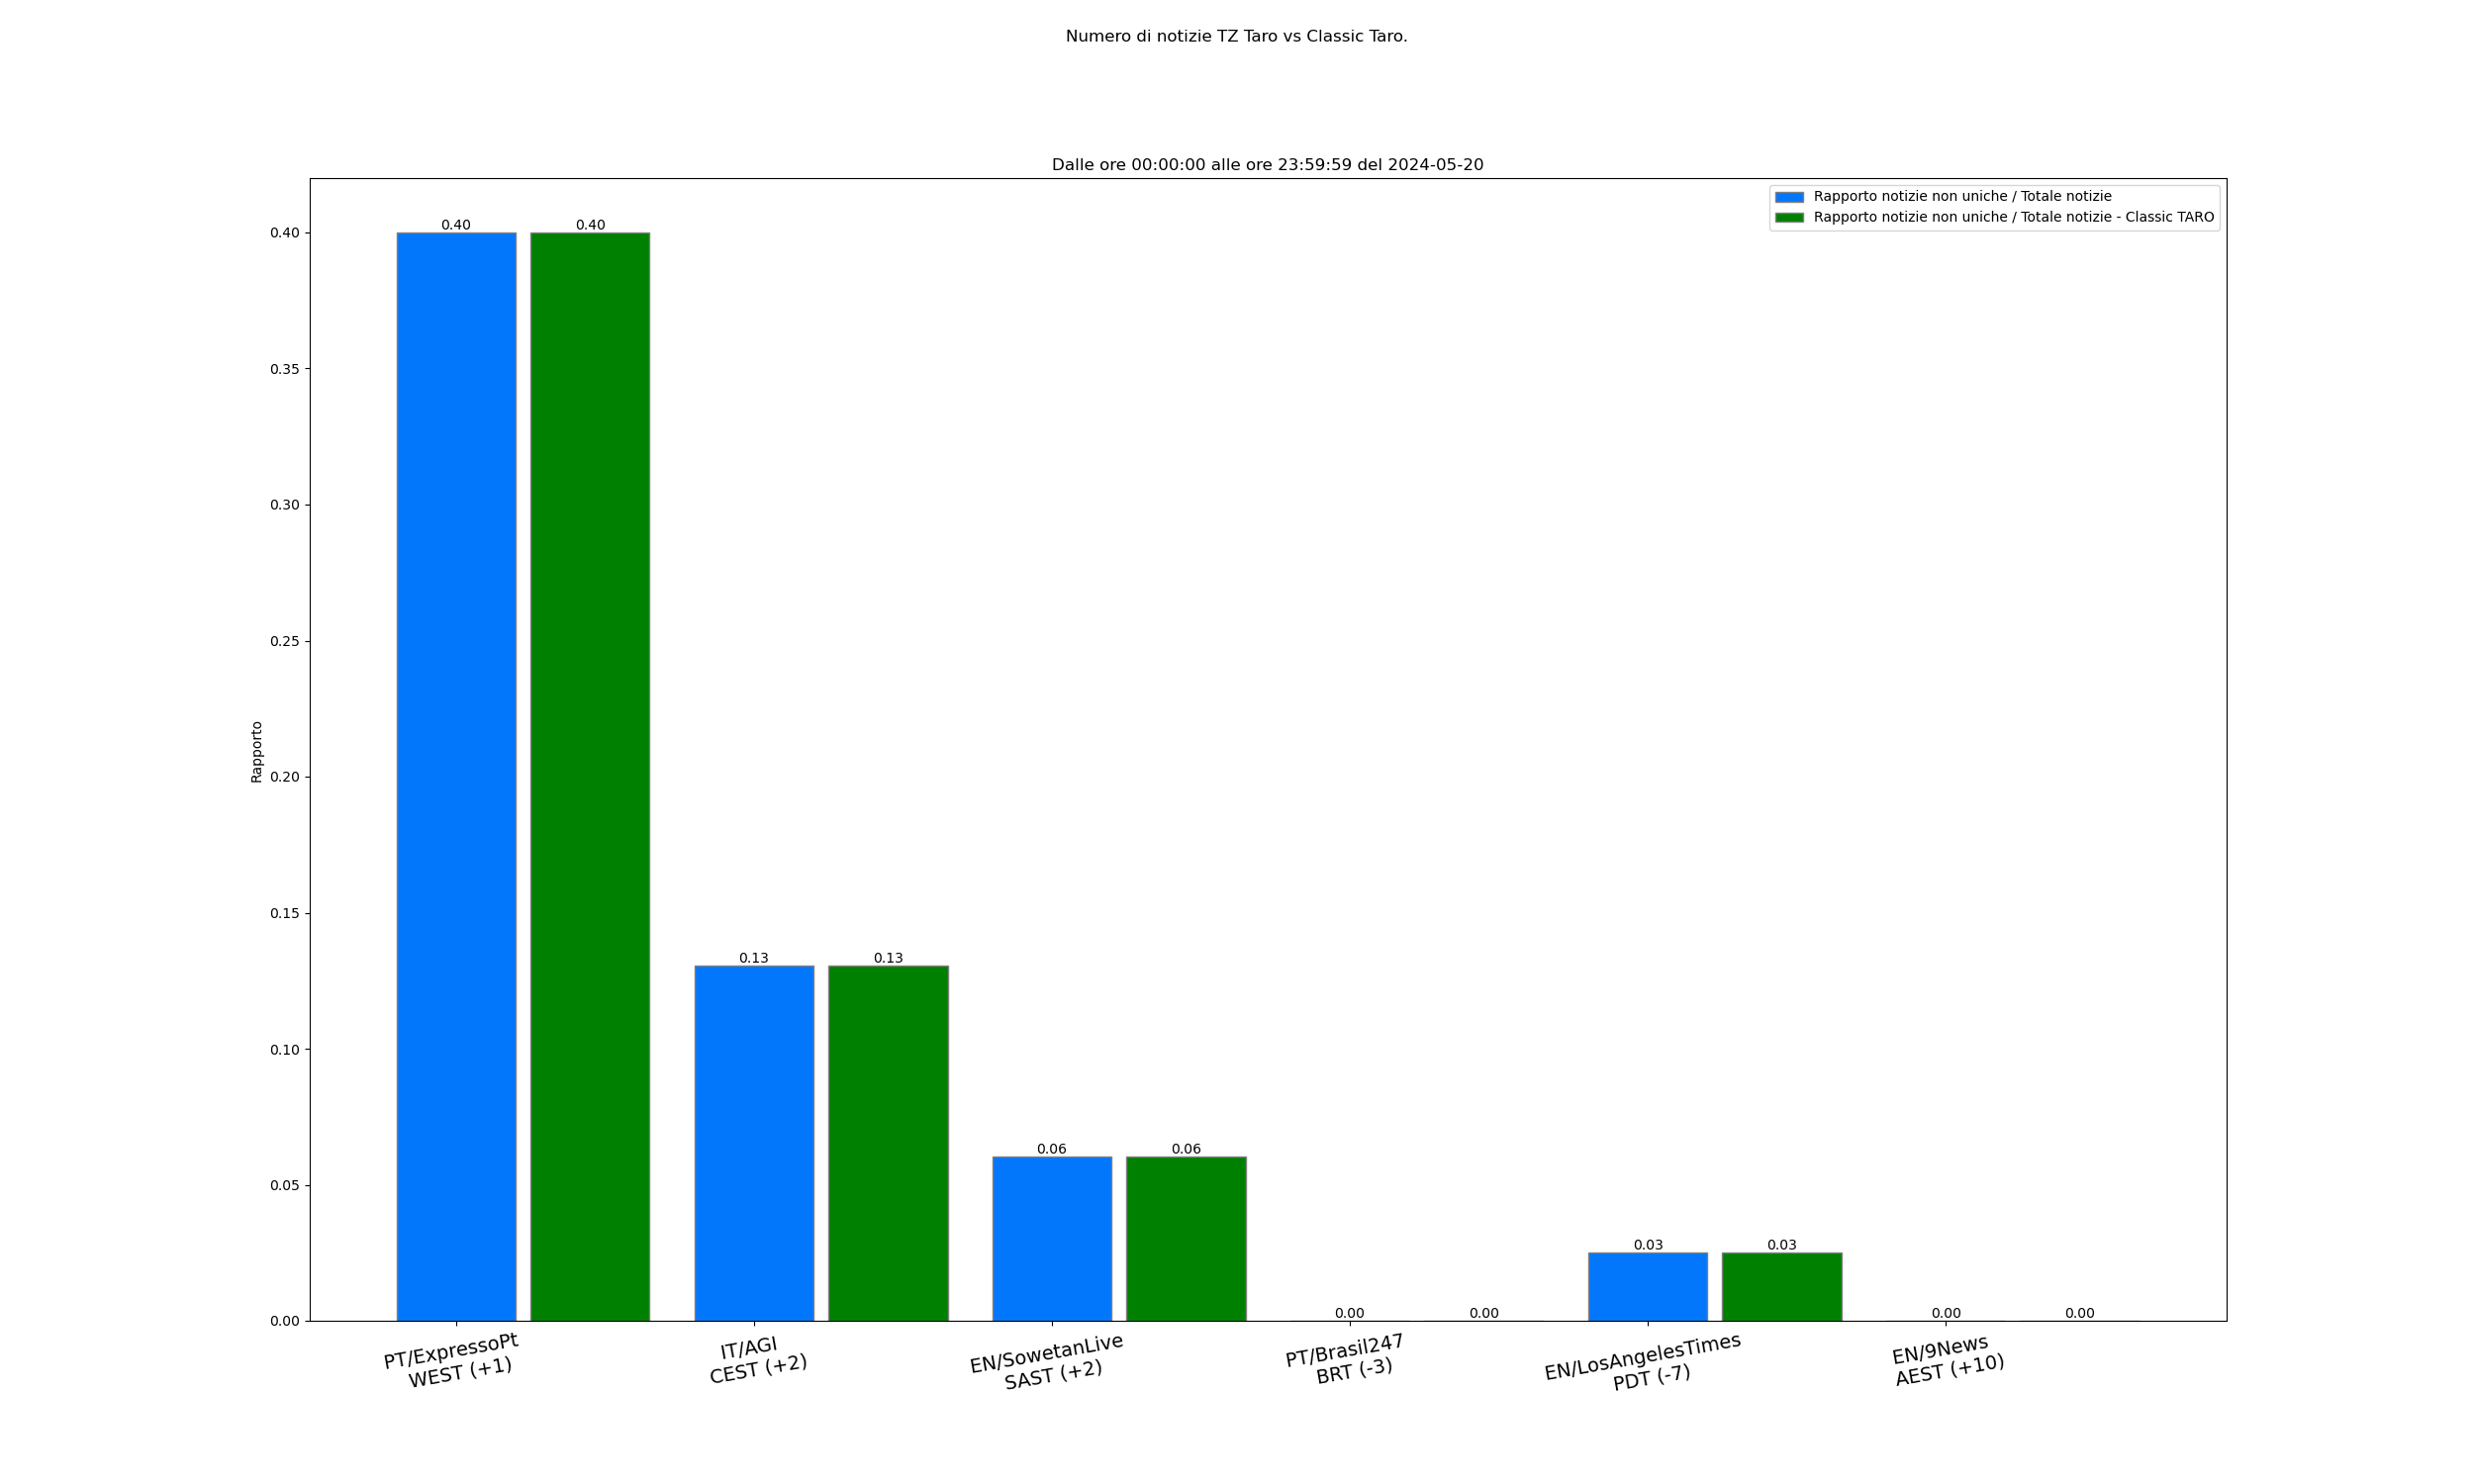 Numero di notizie TZ Taro vs Classic Taro.
Dalle ore 00:00:00 alle ore 23:59:59 del 2024-05-20
Rapporto notizie non uniche / Totale notizie
Rapporto notizie non uniche / Totale notizie - Classic TARO
Rapporto
0.40
0.35
0.30
0.25
0.20
0.15
0.10
0.05
0.00
0.40
0.40
0.13
0.13
0.06
0.06
0.00
0.00
0.03
0.03
0.00
0.00
PT/ExpressoPt
WEST (+1)
IT/AGI
CEST (+2)
EN/SowetanLive
SAST (+2)
PT/Brasil247
BRT (-3)
EN/LosAngelesTimes
PDT (-7)
EN/9News
AEST (+10)